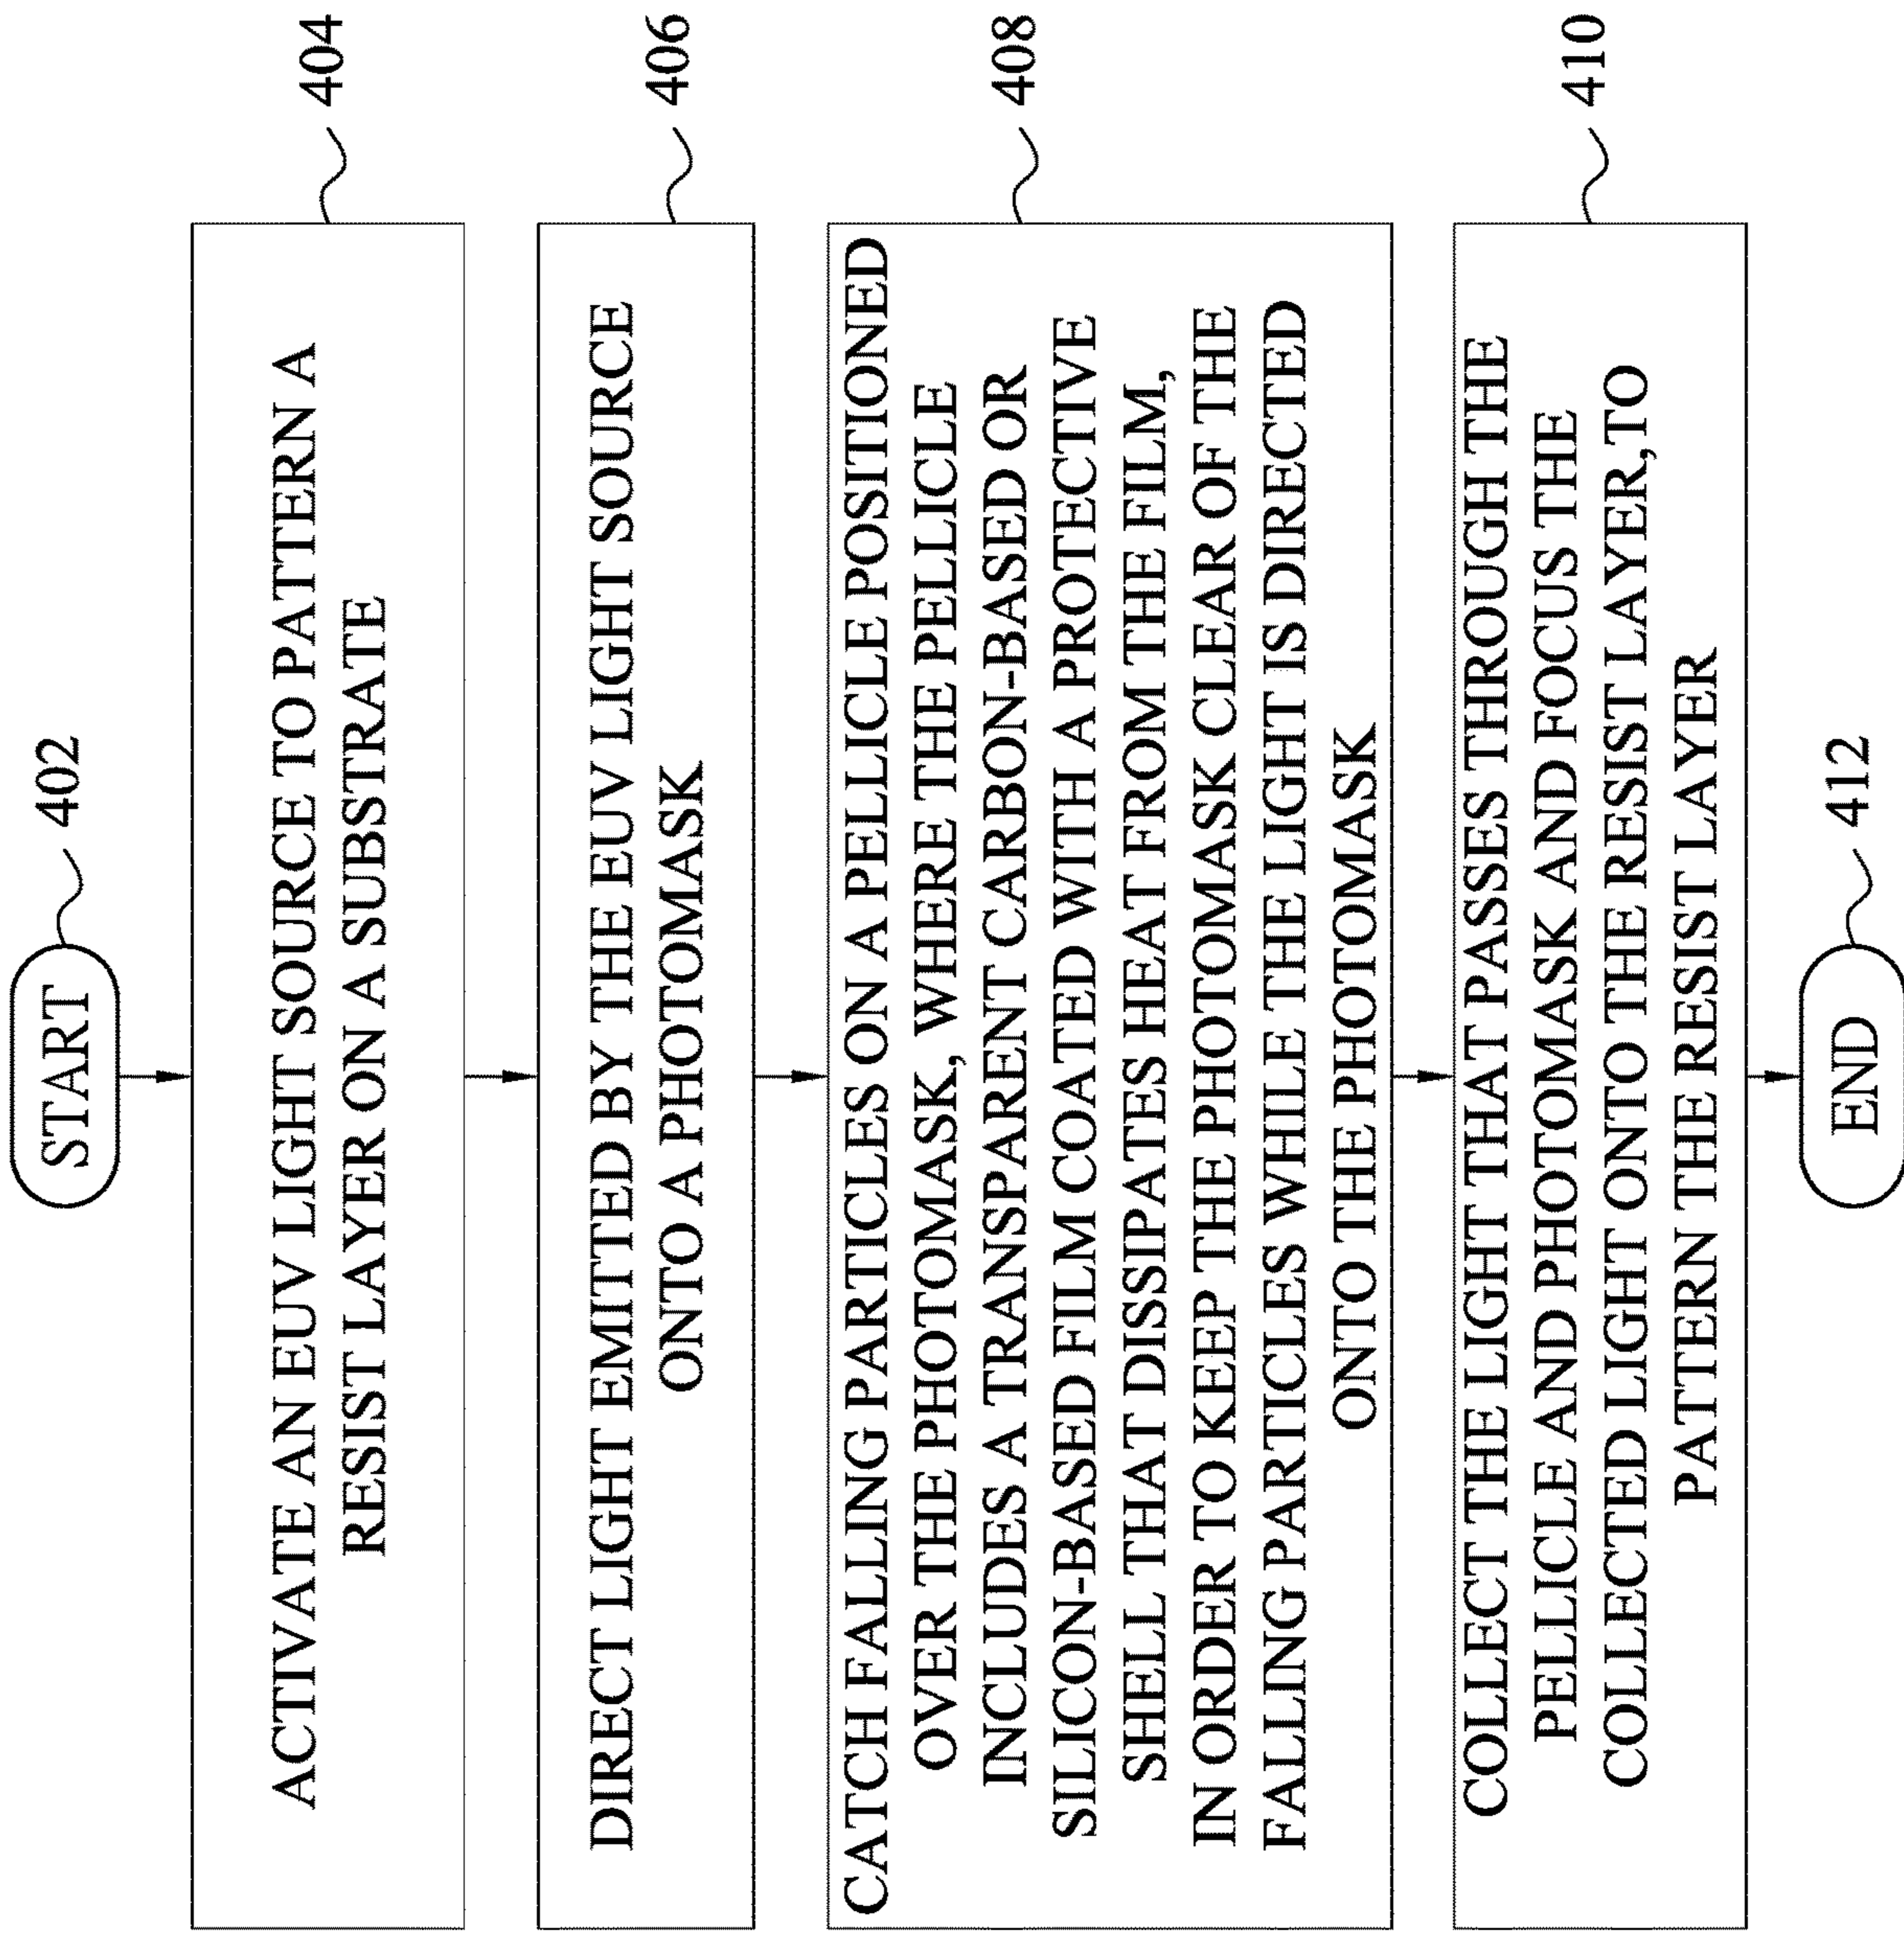 START
402
ACTIVATE AN EUV LIGHT SOURCE TO PATTERN A
RESIST LAYER ON A SUBSTRATE
404
DIRECT LIGHT EMITTED BY THE EUV LIGHT SOURCE
ONTO A PHOTOMASK
406
CATCH FALLING PARTICLES ON A PELLICLE POSITIONED
OVER THE PHOTOMASK, WHERE THE PELLICLE
INCLUDES A TRANSPARENT CARBON-BASED OR
SILICON-BASED FILM COATED WITH A PROTECTIVE
SHELL THAT DISSIPATES HEAT FROM THE FILM,
IN ORDER TO KEEP THE PHOTOMASK CLEAR OF THE
FALLING PARTICLES WHILE THE LIGHT IS DIRECTED
ONTO THE PHOTOMASK
408
COLLECT THE LIGHT THAT PASSES THROUGH THE
PELLICLE AND PHOTOMASK AND FOCUS THE
COLLECTED LIGHT ONTO THE RESIST LAYER,TO
PATTERN THE RESIST LAYER
410
END
412